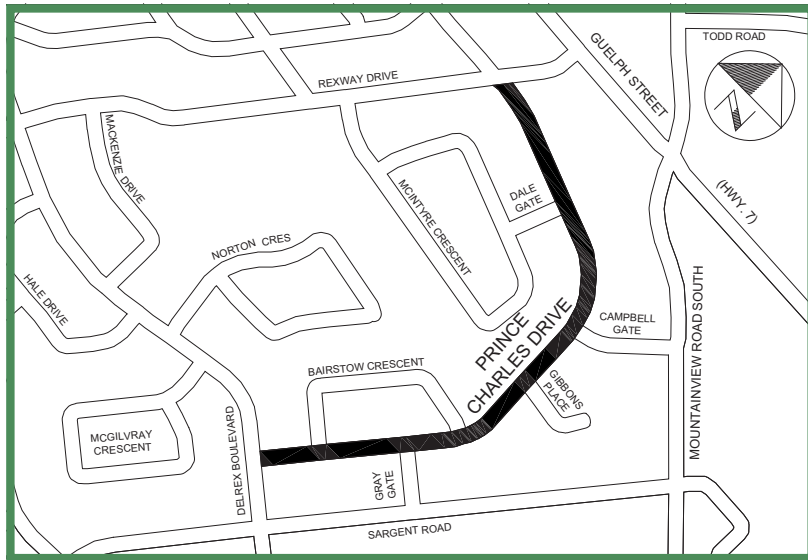 TODD ROAD
GUELPH STREET
REXWAY DRIVE
MACKENZIE DRIVE
DALE
GATE
MCINTYRE CRESCENT
(HWY. 7)
NORTON CRES
HALE DRIVE
MOUNTAINVIEW ROAD SOUTH
CAMPBELL
GATE
PRINCE
CHARLES DRIVE
BAIRSTOW CRESCENT
GIBBONS
PLACE
MCGILVRAY
CRESCENT
DELREX BOULEVARD
GRAY
GATE
SARGENT ROAD